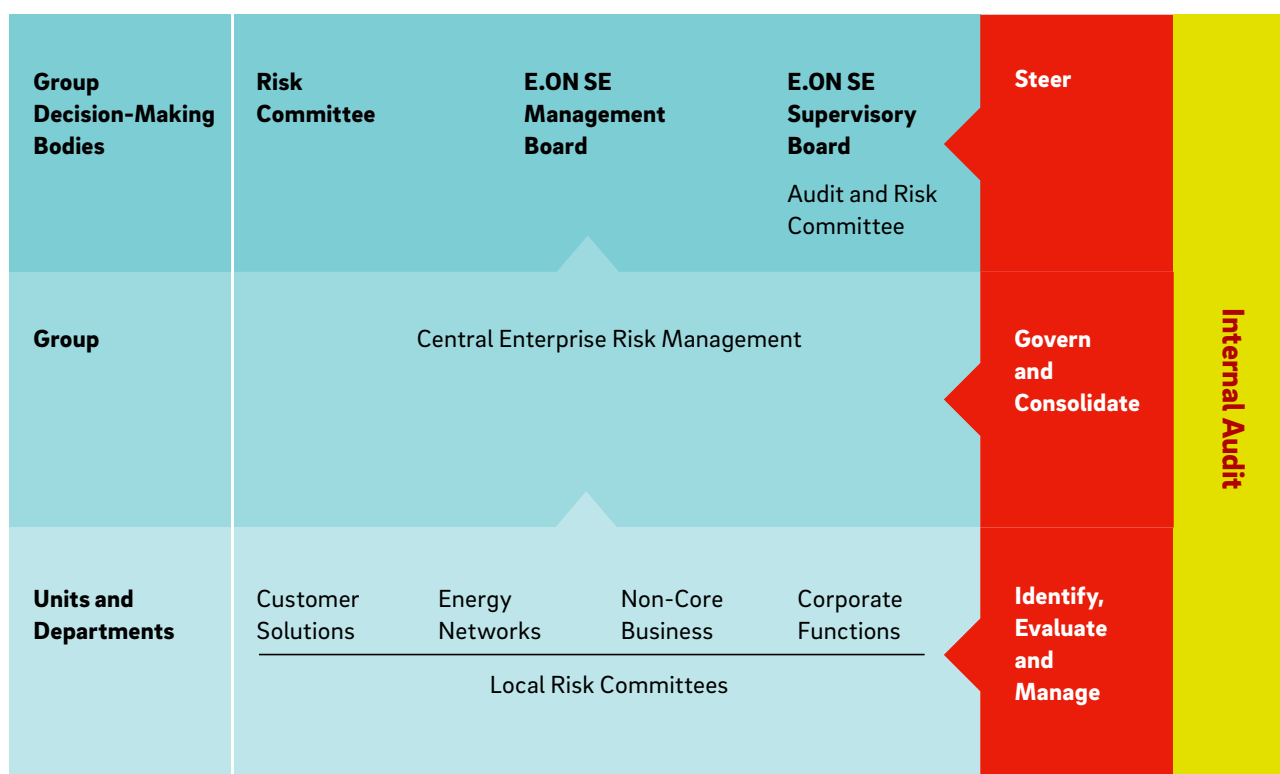 Group
Decision-Making
Bodies
Risk
Committee
E.ON SE
Management
Board
E.ON SE
Supervisory
Board
Audit and Risk
Committee
Steer
Group
Central Enterprise Risk Management
Govern
and
Consolidate
Units and
Departments
Customer
Solutions
Energy
Networks
Non-Core
Business
Corporate
Functions
Local Risk Committees
Identify,
Evaluate
and
Manage
Internal Audit